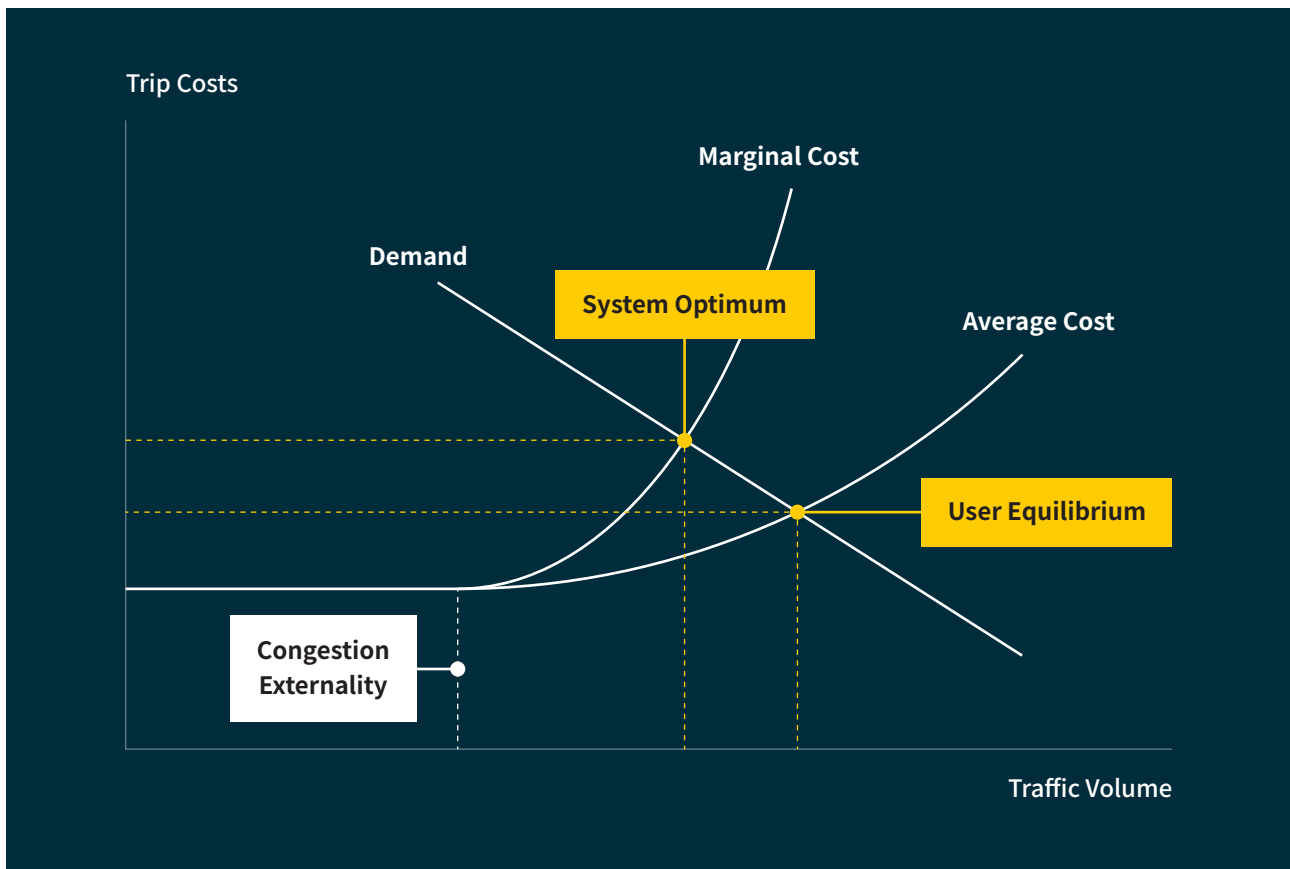 Trip Costs
Marginal Cost
Demand
System Optimum
Average Cost
User Equilibrium
Congestion
Externality
Traffic Volume